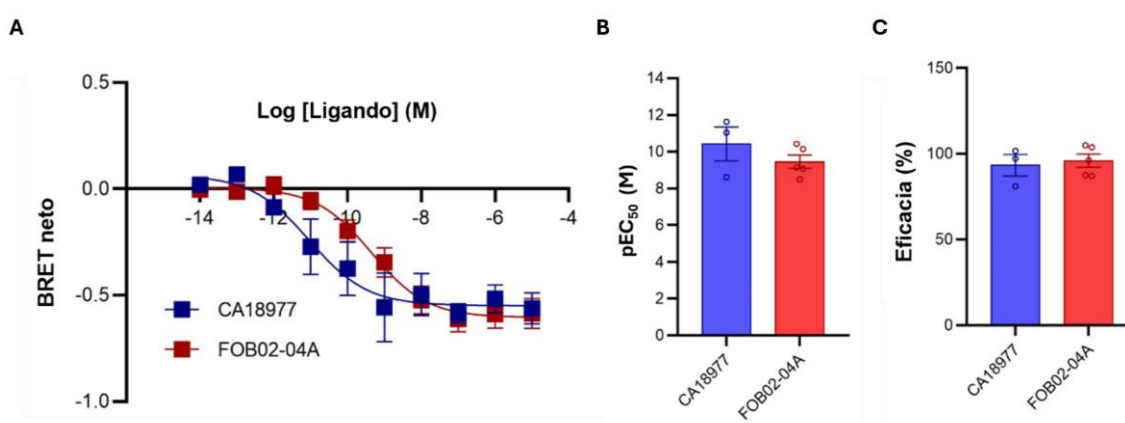 A
0.5
Log [Ligando] (M)
0.0
-14
-12
-10
-8
-6
-4
BRET neto
-0.5
CA18977
FOB02-04A
-1.0
B
14
12
10
8
6
4
2
0
pEC50 (M)
CA18977
FOB02-04A
C
150
100
50
0
Eficacia (%)
CA18977
FOB02-04A